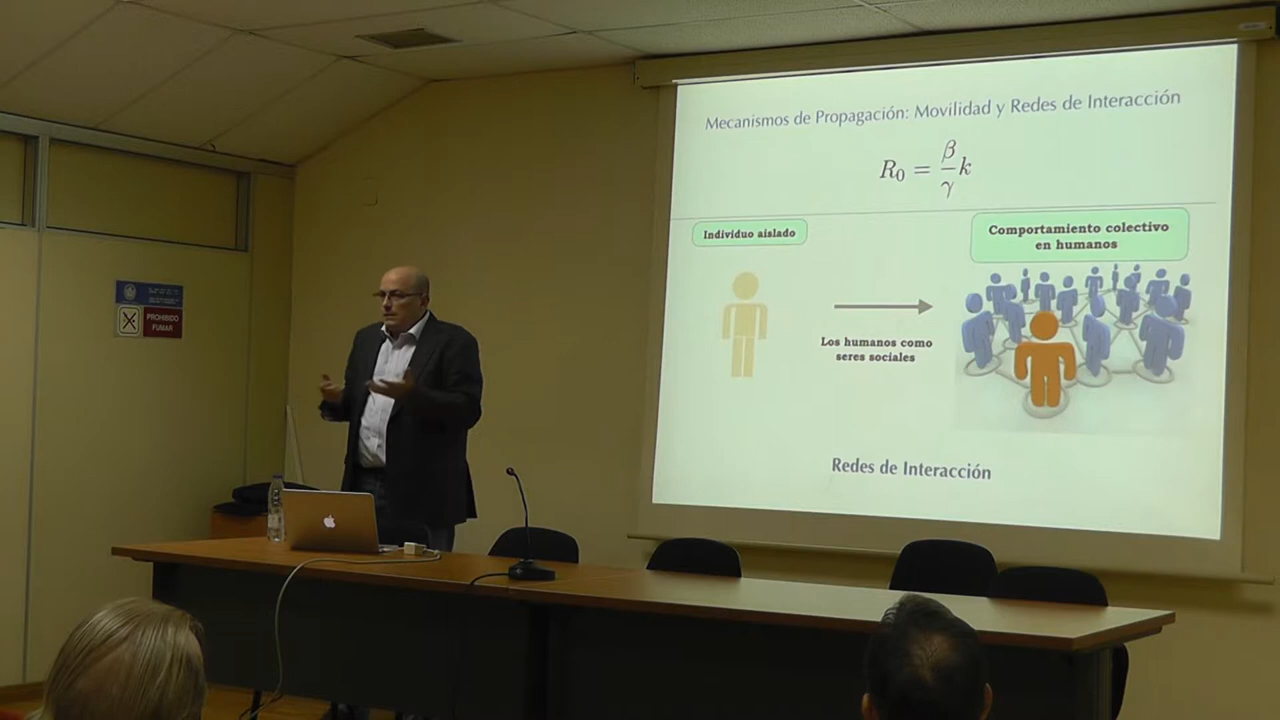 Mecanismos de Propagación: Movilidad y Redes de Interacción
R₀ = β/γ k
Individuo aislado
Comportamiento colectivo
en humanos
Los humanos como
seres sociales
Redes de Interacción
PROHIBIDO
FUMAR